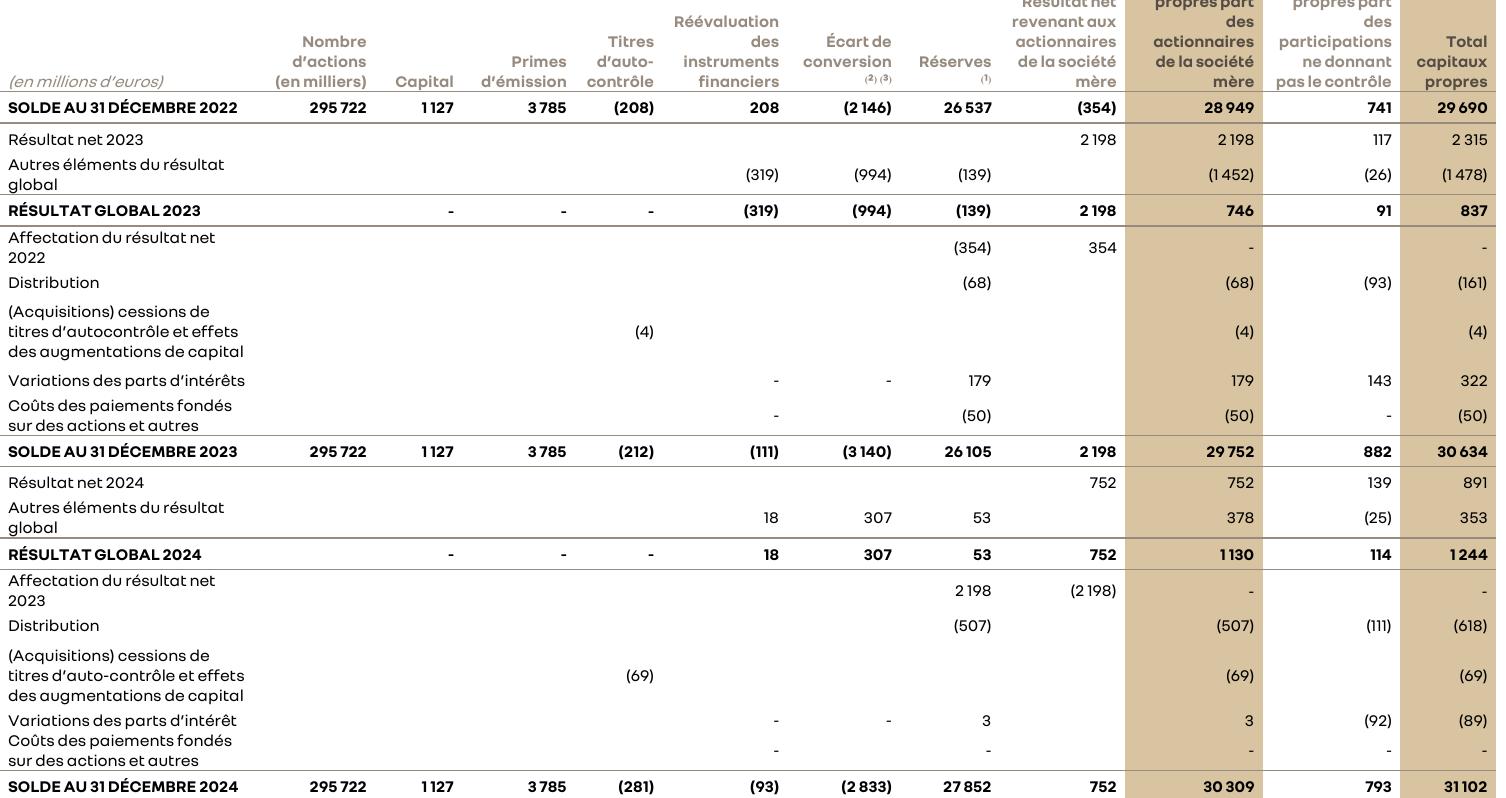 Résultat net revenant aux actionnaires de la société mère
propres part des actionnaires de la société mère
propres part des participations ne donnant pas le contrôle
(en millions d'euros) Nombre d'actions (en milliers) Capital Primes d'émission Titres d'auto-contrôle Réévaluation des instruments financiers Écart de conversion (2) (3) Réserves (1) Total capitaux propres
SOLDE AU 31 DÉCEMBRE 2022 295 722 1 127 3 785 (208) 208 (2 146) 26 537 (354) 28 949 741 29 690
Résultat net 2023 2 198 2 198 117 2 315
Autres éléments du résultat
global (319) (994) (139) (1 452) (26) (1 478)
RÉSULTAT GLOBAL 2023 - - - (319) (994) (139) 2 198 746 91 837
Affectation du résultat net
2022 (354) 354 - -
Distribution (68) (68) (93) (161)
(Acquisitions) cessions de
titres d'autocontrôle et effets (4) (4) (4)
des augmentations de capital
Variations des parts d'intérêts - - 179 179 143 322
Coûts des paiements fondés
sur des actions et autres - (50) (50) - (50)
SOLDE AU 31 DÉCEMBRE 2023 295 722 1 127 3 785 (212) (111) (3 140) 26 105 2 198 29 752 882 30 634
Résultat net 2024 752 752 139 891
Autres éléments du résultat
global 18 307 53 378 (25) 353
RÉSULTAT GLOBAL 2024 - - - 18 307 53 752 1 130 114 1 244
Affectation du résultat net
2023 2 198 (2 198) - -
Distribution (507) (507) (111) (618)
(Acquisitions) cessions de
titres d'auto-contrôle et effets (69) (69) (69)
des augmentations de capital
Variations des parts d'intérêt - - 3 3 (92) (89)
Coûts des paiements fondés
sur des actions et autres - - - - -
SOLDE AU 31 DÉCEMBRE 2024 295 722 1 127 3 785 (281) (93) (2 833) 27 852 752 30 309 793 31 102